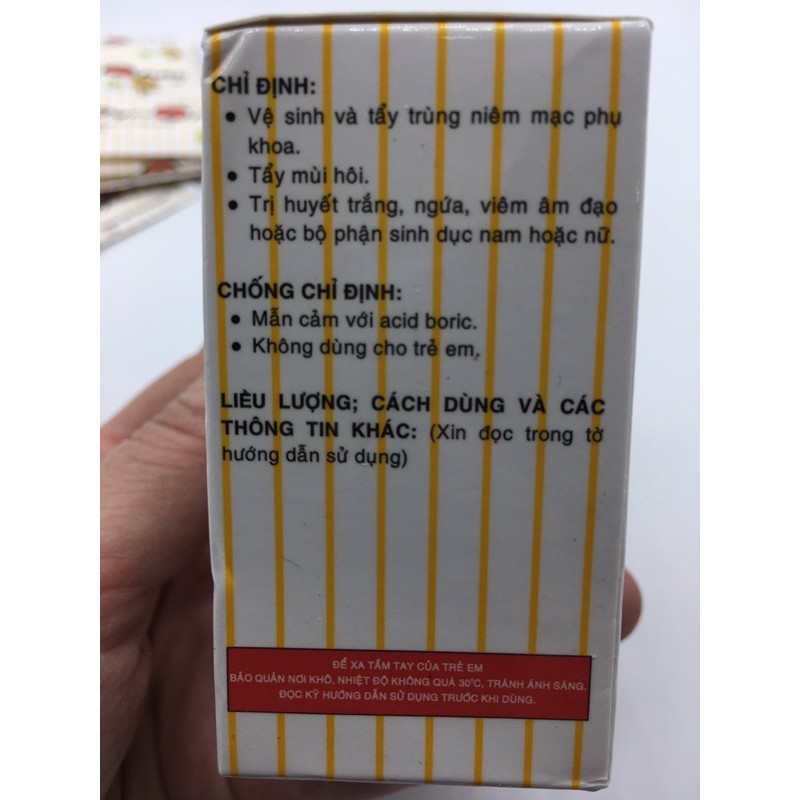 CHỈ ĐỊNH:
● Vệ sinh và tẩy trùng niêm mạc phụ
khoa.
● Tẩy mùi hôi.
● Trị huyết trắng, ngứa, viêm âm đạo
hoặc bộ phận sinh dục nam hoặc nữ.
CHỐNG CHỈ ĐỊNH:
● Mẫn cảm với acid boric.
● Không dùng cho trẻ em.
LIỀU LƯỢNG; CÁCH DÙNG VÀ CÁC
THÔNG TIN KHÁC: (Xin đọc trong tờ
hướng dẫn sử dụng)
ĐỂ XA TẦM TAY CỦA TRẺ EM
BẢO QUẢN NƠI KHÔ, NHIỆT ĐỘ KHÔNG QUÁ 30°C, TRÁNH ÁNH SÁNG.
ĐỌC KỸ HƯỚNG DẪN SỬ DỤNG TRƯỚC KHI DÙNG.